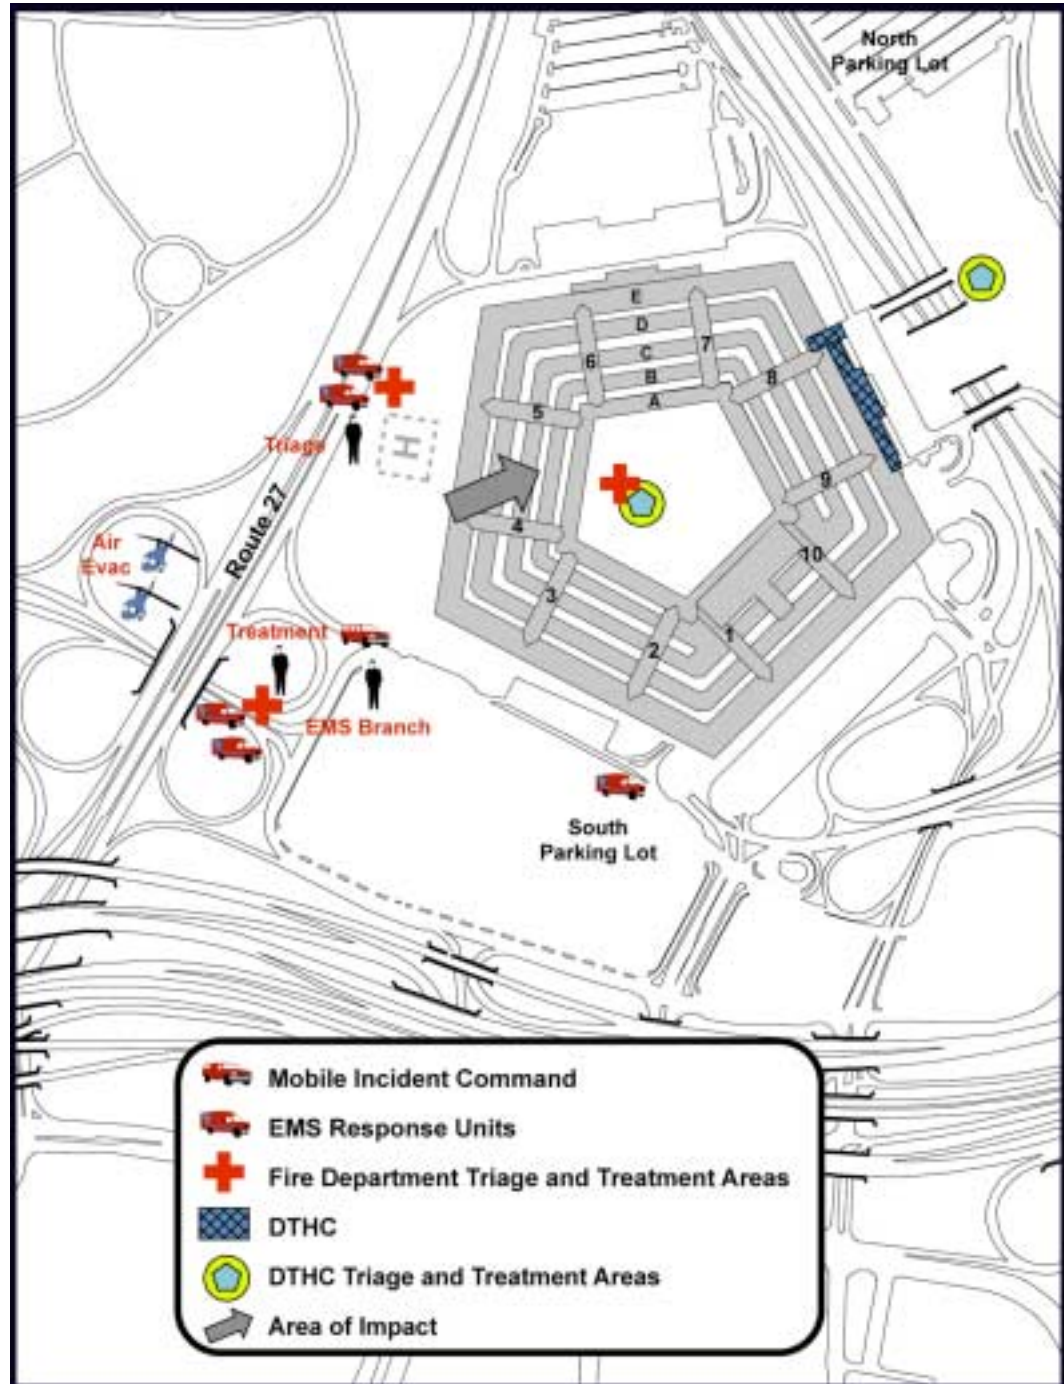 North
Parking Lot
E
D
C
B
A
6
7
8
5
9
4
10
3
2
1
H
Triage
Route 27
Air
Evac
Treatment
EMS Branch
South
Parking Lot
Mobile Incident Command
EMS Response Units
Fire Department Triage and Treatment Areas
DTHC
DTHC Triage and Treatment Areas
Area of Impact